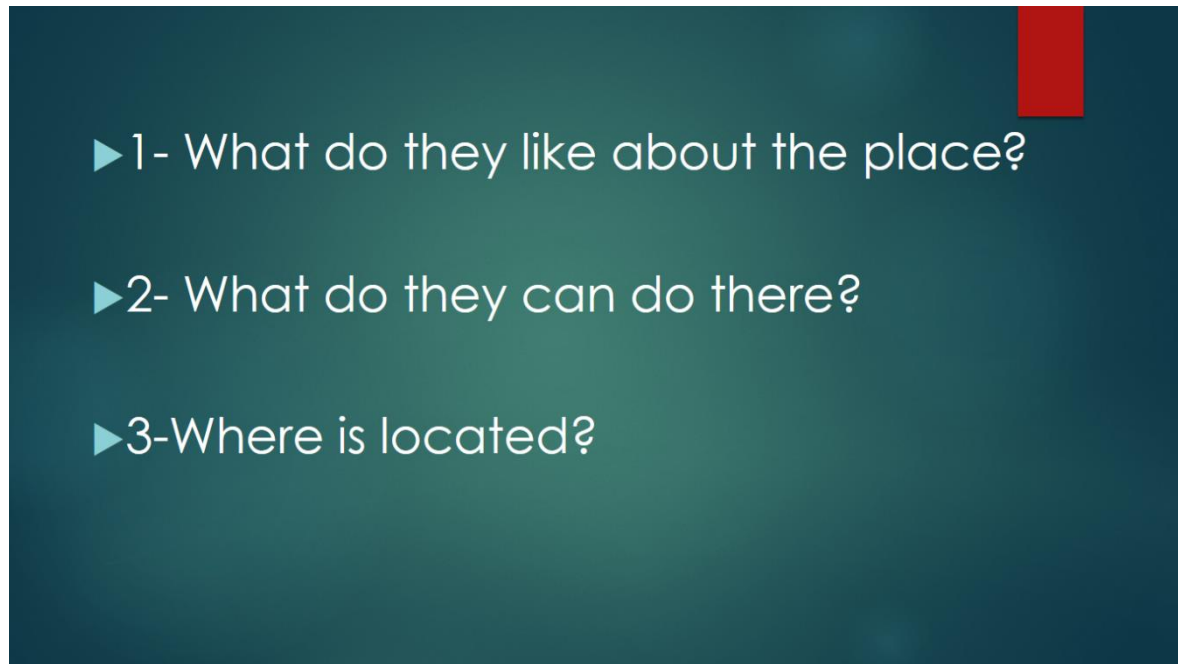 1- What do they like about the place?
2- What do they can do there?
3-Where is located?